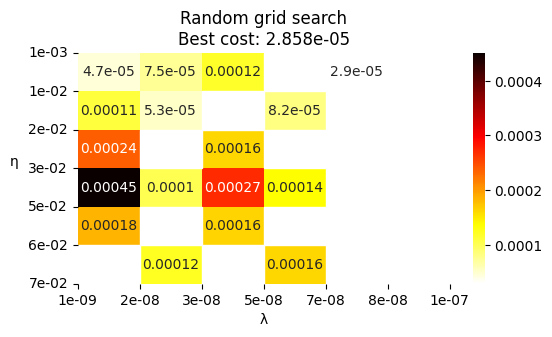 Random grid search
Best cost: 2.858e-05
1e-03
4.7e-05 7.5e-05 0.00012 2.9e-05
1e-02
0.00011 5.3e-05 8.2e-05
2e-02
0.00024 0.00016
η
3e-02
0.00045 0.0001 0.00027 0.00014
5e-02
0.00018 0.00016
6e-02
0.00012 0.00016
7e-02
1e-09 2e-08 3e-08 5e-08 7e-08 8e-08 1e-07
λ
0.0004
0.0003
0.0002
0.0001